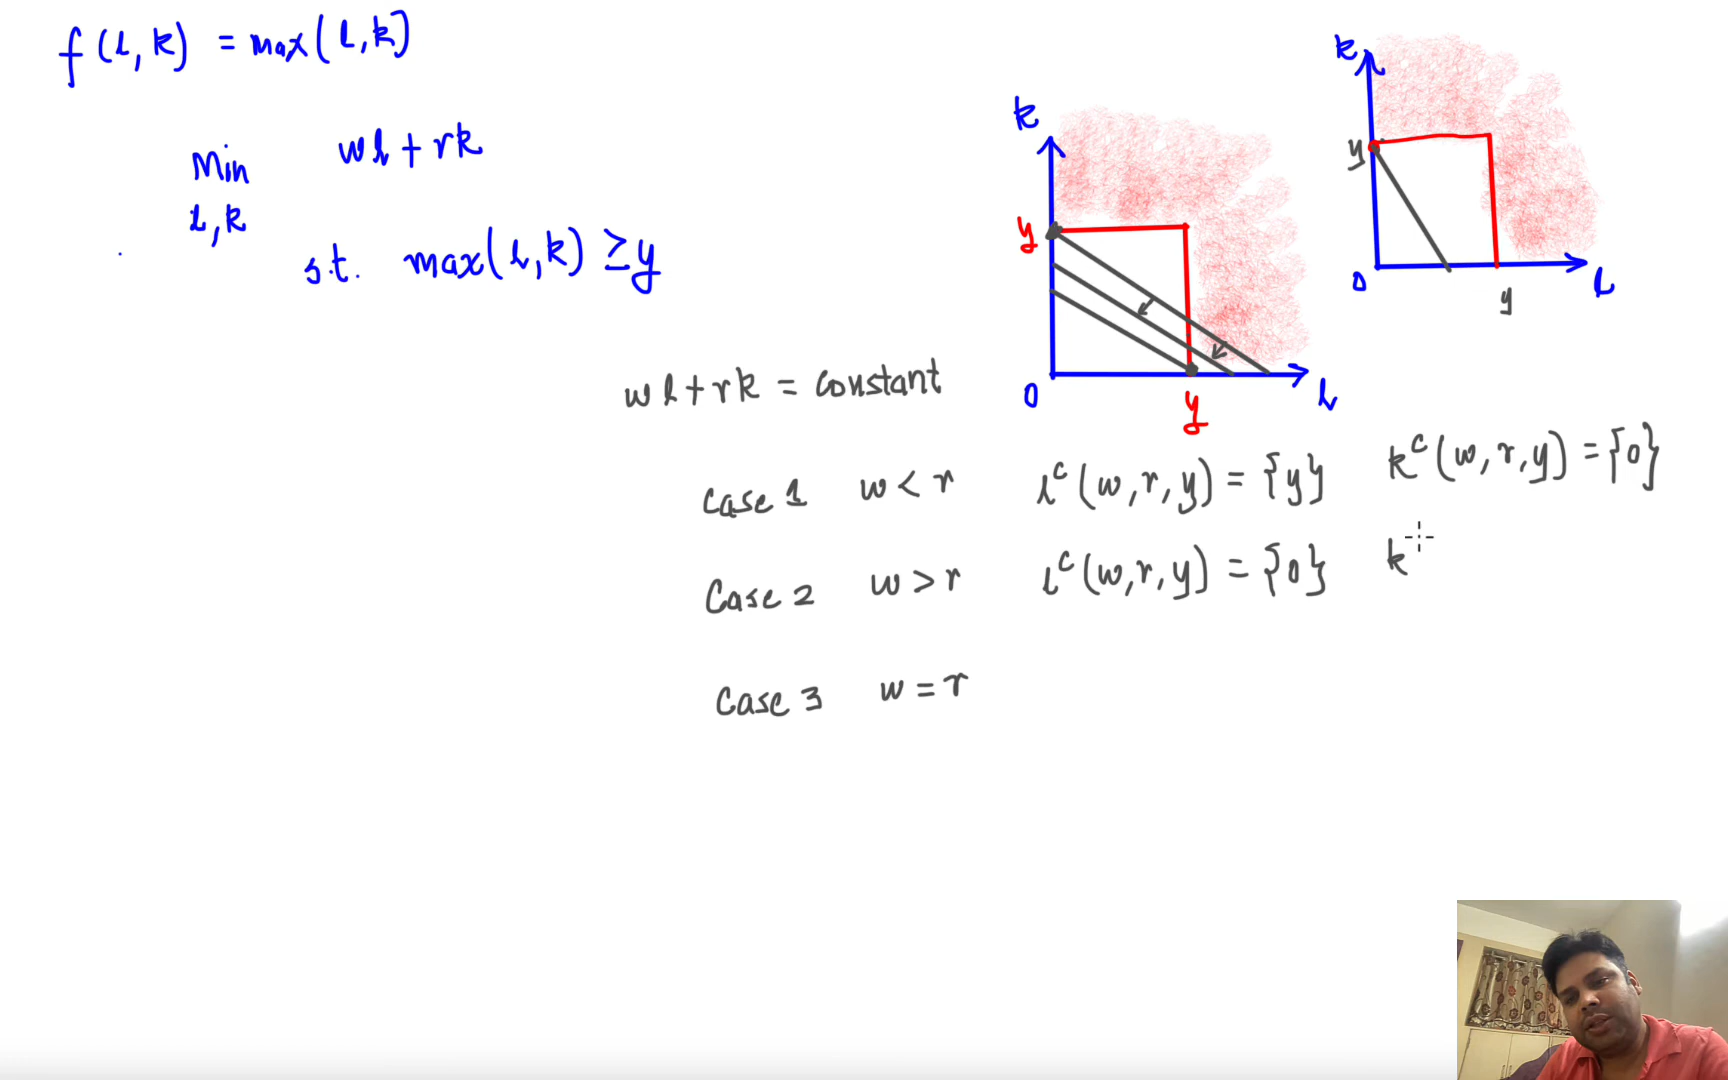 f(L,K) = max(L,K)
Min wL + rK
L,K
s.t. max(L,K) ≥ y
wL + rK = constant
Case 1 w < r L^c(w,r,y) = {y} K^c(w,r,y) = {0}
Case 2 w > r L^c(w,r,y) = {0} K
Case 3 w = r
K
y
0
y
L
K
y
0
y
L